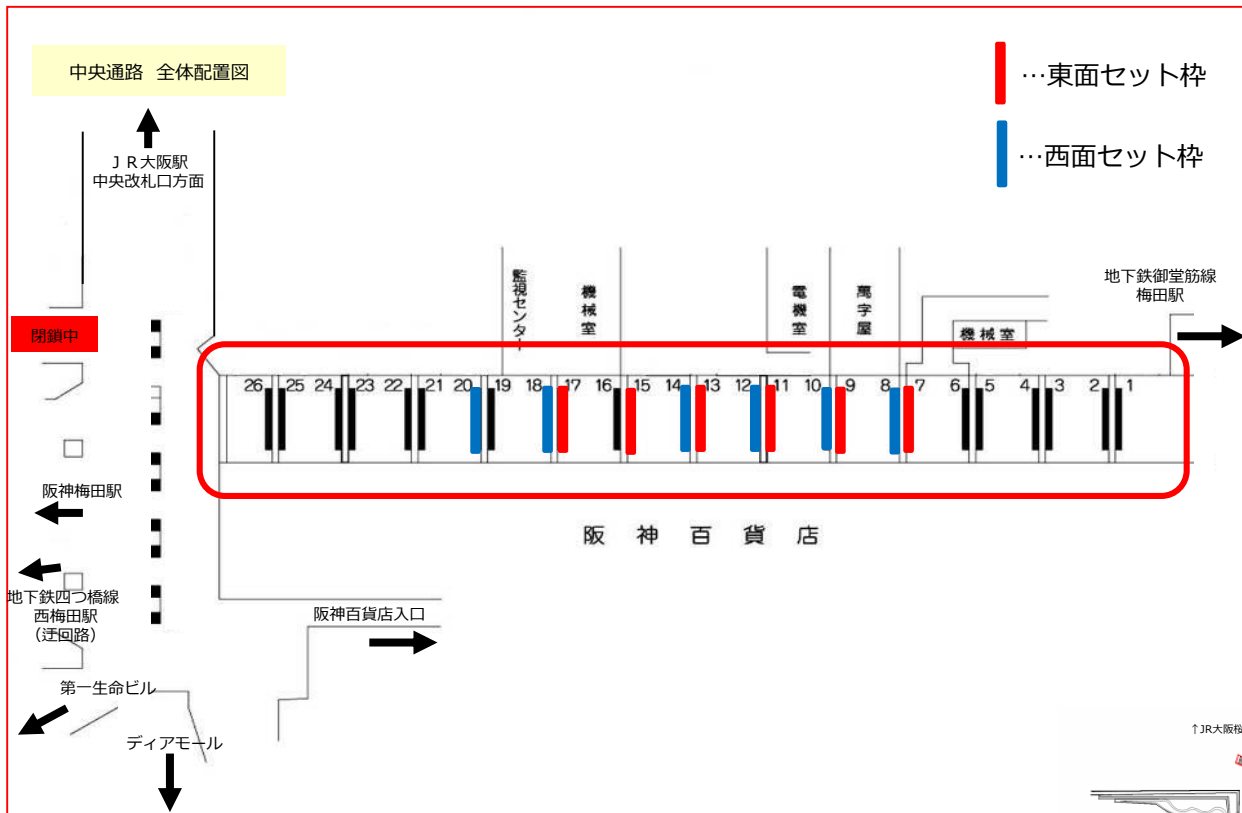 中央通路 全体配置図
…東面セット枠
…西面セット枠
JR大阪駅
中央改札口方面
監視センター
機械室
電機室
萬字屋
機械室
地下鉄御堂筋線
梅田駅
閉鎖中
26 25 24 23 22 21 20 19 18 17 16 15 14 13 12 11 10 9 8 7 6 5 4 3 2 1
阪神梅田駅
阪神百貨店
地下鉄四つ橋線
西梅田駅
（迂回路）
阪神百貨店入口
第一生命ビル
ディアモール
↑JR大阪桜